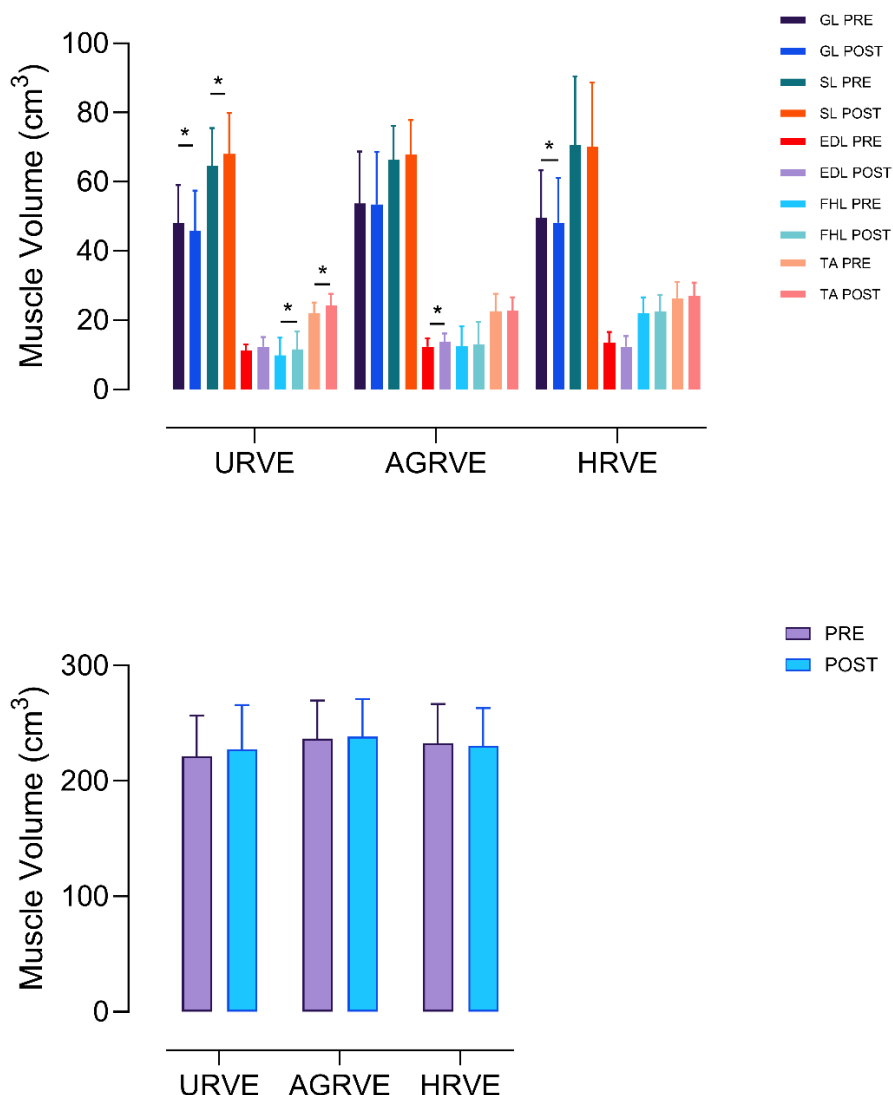 GL PRE
GL POST
SL PRE
SL POST
EDL PRE
EDL POST
FHL PRE
FHL POST
TA PRE
TA POST
Muscle Volume (cm³)
100
80
60
40
20
0
*
*
*
*
*
*
URVE
AGRVE
HRVE
PRE
POST
Muscle Volume (cm³)
300
200
100
0
URVE
AGRVE
HRVE